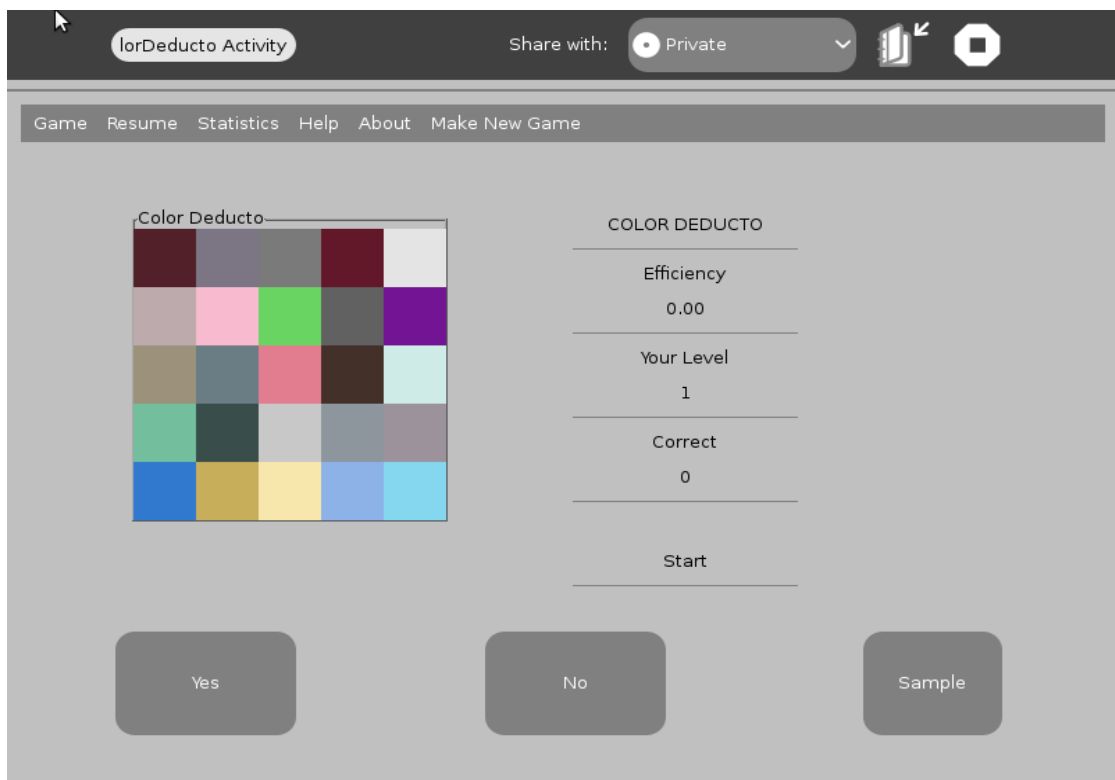 lorDeducto Activity
Share with:
Private
Game Resume Statistics Help About Make New Game
Color Deducto
COLOR DEDUCTO
Efficiency
0.00
Your Level
1
Correct
0
Start
Yes
No
Sample